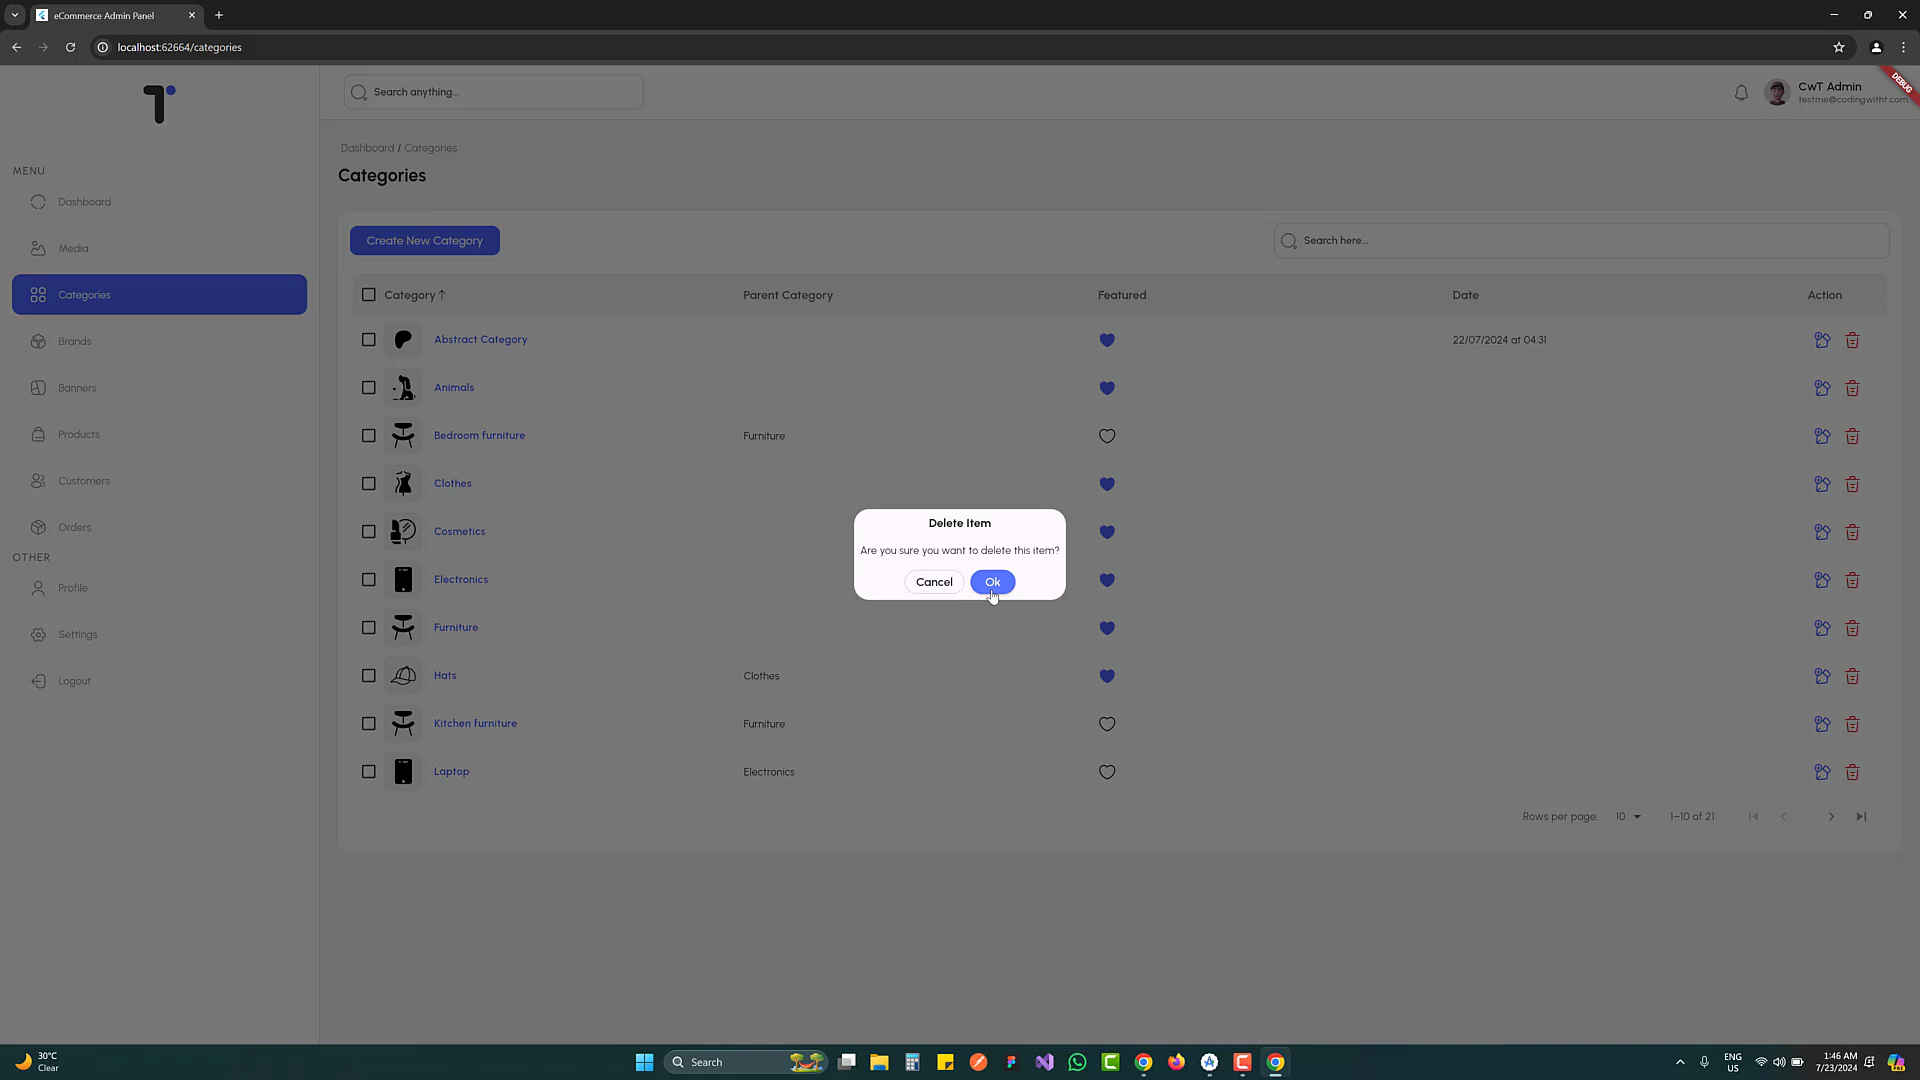 eCommerce Admin Panel
localhost:62664/categories
DEBUG
Search anything...
CwT Admin
testme@codingwitht.com
Dashboard / Categories
Categories
MENU
Dashboard
Media
Categories
Brands
Banners
Products
Customers
Orders
OTHER
Profile
Settings
Logout
Create New Category
Search here...
Category ↑ Parent Category Featured Date Action
Abstract Category 22/07/2024 at 04:31
Animals
Bedroom furniture Furniture
Clothes
Cosmetics
Electronics
Furniture
Hats Clothes
Kitchen furniture Furniture
Laptop Electronics
Rows per page: 10 1–10 of 21
Delete Item
Are you sure you want to delete this item?
Cancel Ok
30°C
Clear
Search
ENG
US
1:46 AM
7/23/2024